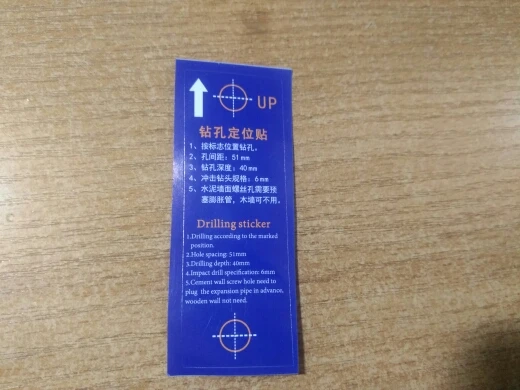 UP
钻孔定位贴
1、按标志位置钻孔。
2、孔间距：51mm
3、钻孔深度：40mm
4、冲击钻头规格：6mm
5、水泥墙面螺丝孔需要预
塞膨胀管，木墙可不用。
Drilling sticker
1.Drilling according to the marked
position.
2.Hole spacing: 51mm
3.Drilling depth: 40mm
4.Impact drill specification: 6mm
5.Cement wall screw hole need to
plug the expansion pipe in advance,
wooden wall not need.